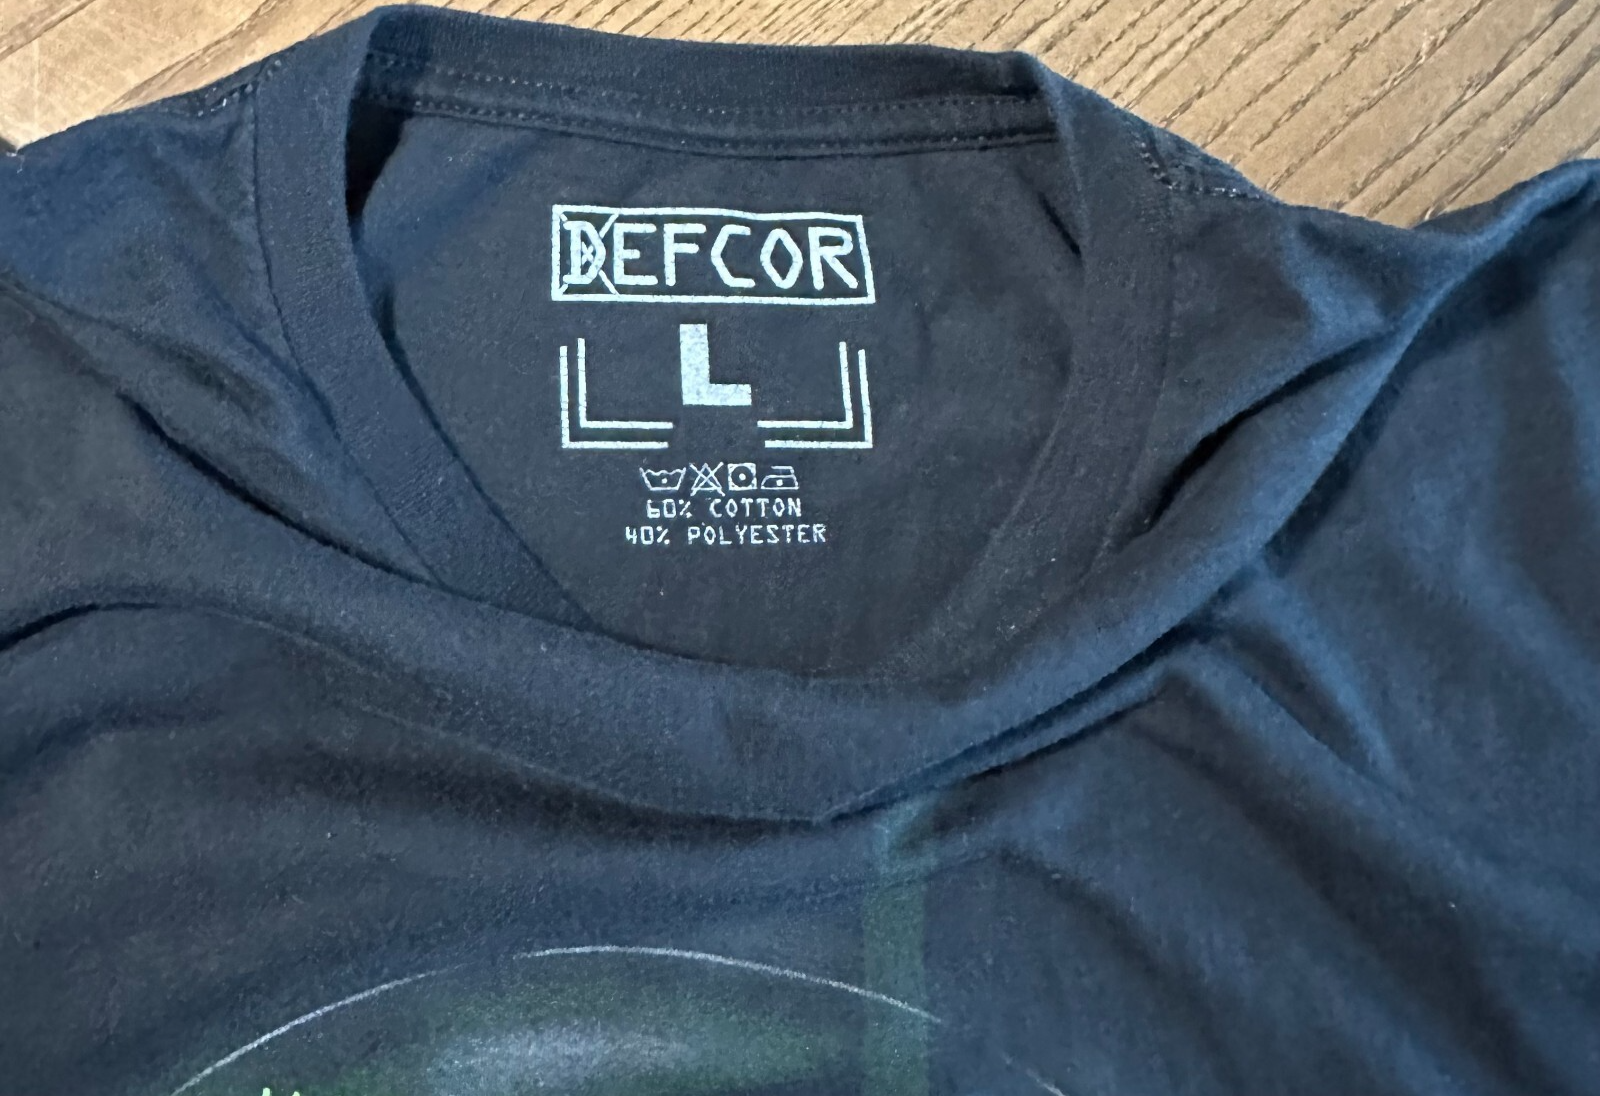 DEFCOR
L
60% COTTON
40% POLYESTER